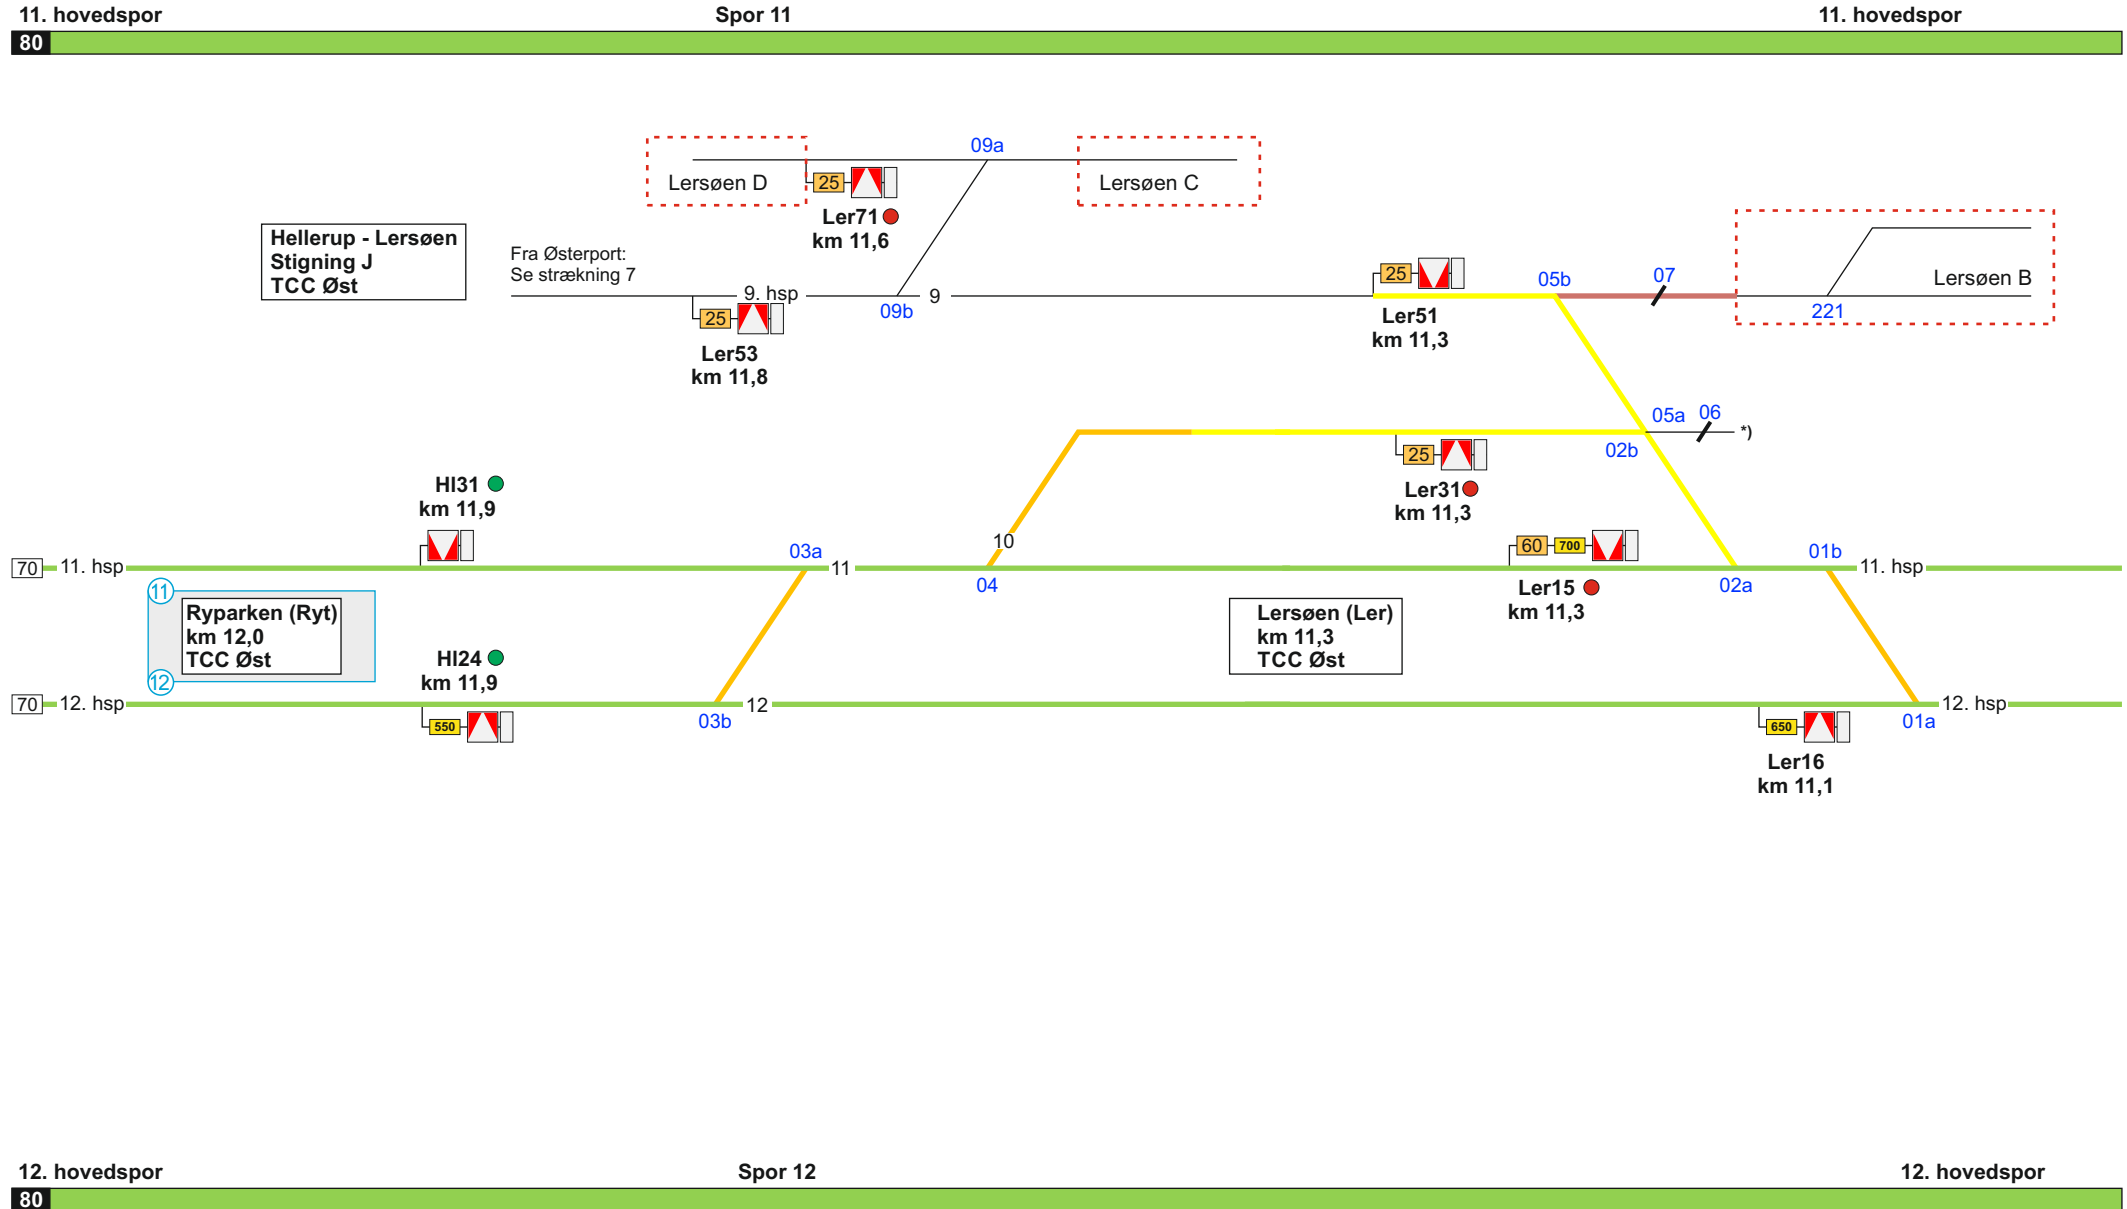 11. hovedspor
Spor 11
11. hovedspor
80
09a
Lersøen D
25
Lersøen C
Ler71
km 11,6
Hellerup - Lersøen
Stigning J
TCC Øst
Fra Østerport:
Se strækning 7
9. hsp
9
09b
25
Ler53
km 11,8
25
Ler51
km 11,3
05b
07
Lersøen B
221
05a
06
*)
02b
25
Ler31
km 11,3
Hl31
km 11,9
10
03a
60
700
01b
70
11. hsp
11
04
Ler15
km 11,3
02a
11. hsp
11
Ryparken (Ryt)
km 12,0
TCC Øst
12
Lersøen (Ler)
km 11,3
TCC Øst
Hl24
km 11,9
70
12. hsp
550
03b
12
650
12. hsp
01a
Ler16
km 11,1
12. hovedspor
Spor 12
12. hovedspor
80